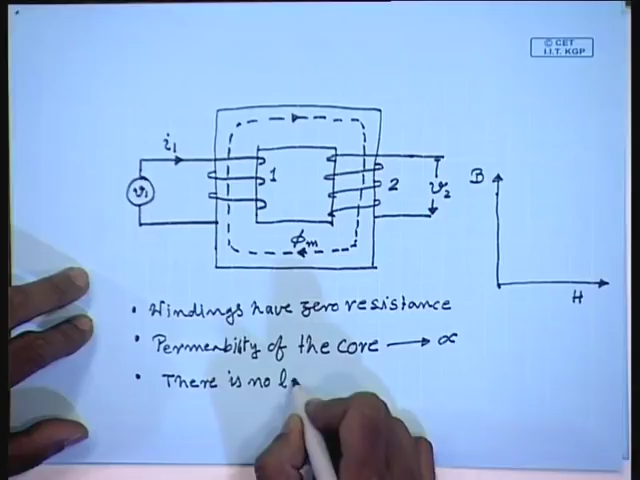 © CET
I.I.T. KGP
i1
1
2
v1
v2
B
H
ϕm
• Windings have zero resistance
• Permeability of the core → ∝
• There is no l